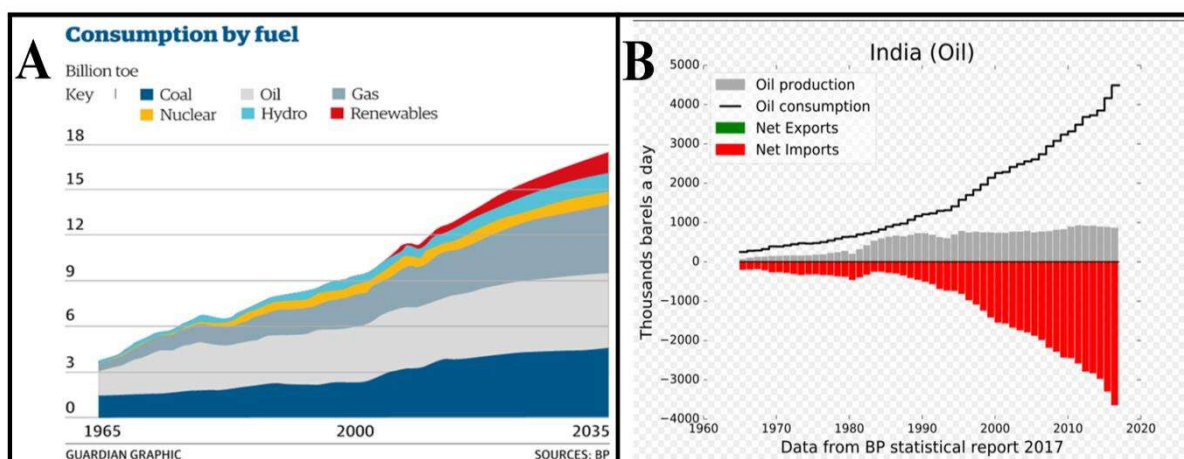 A
Consumption by fuel
Billion toe
Key Coal Oil Gas
Nuclear Hydro Renewables
18
15
12
9
6
3
0
1965 2000 2035
GUARDIAN GRAPHIC SOURCES: BP
B
India (Oil)
Oil production
Oil consumption
Net Exports
Net Imports
Thousands barrels a day
5000
4000
3000
2000
1000
0
−1000
−2000
−3000
−4000
1960 1970 1980 1990 2000 2010 2020
Data from BP statistical report 2017